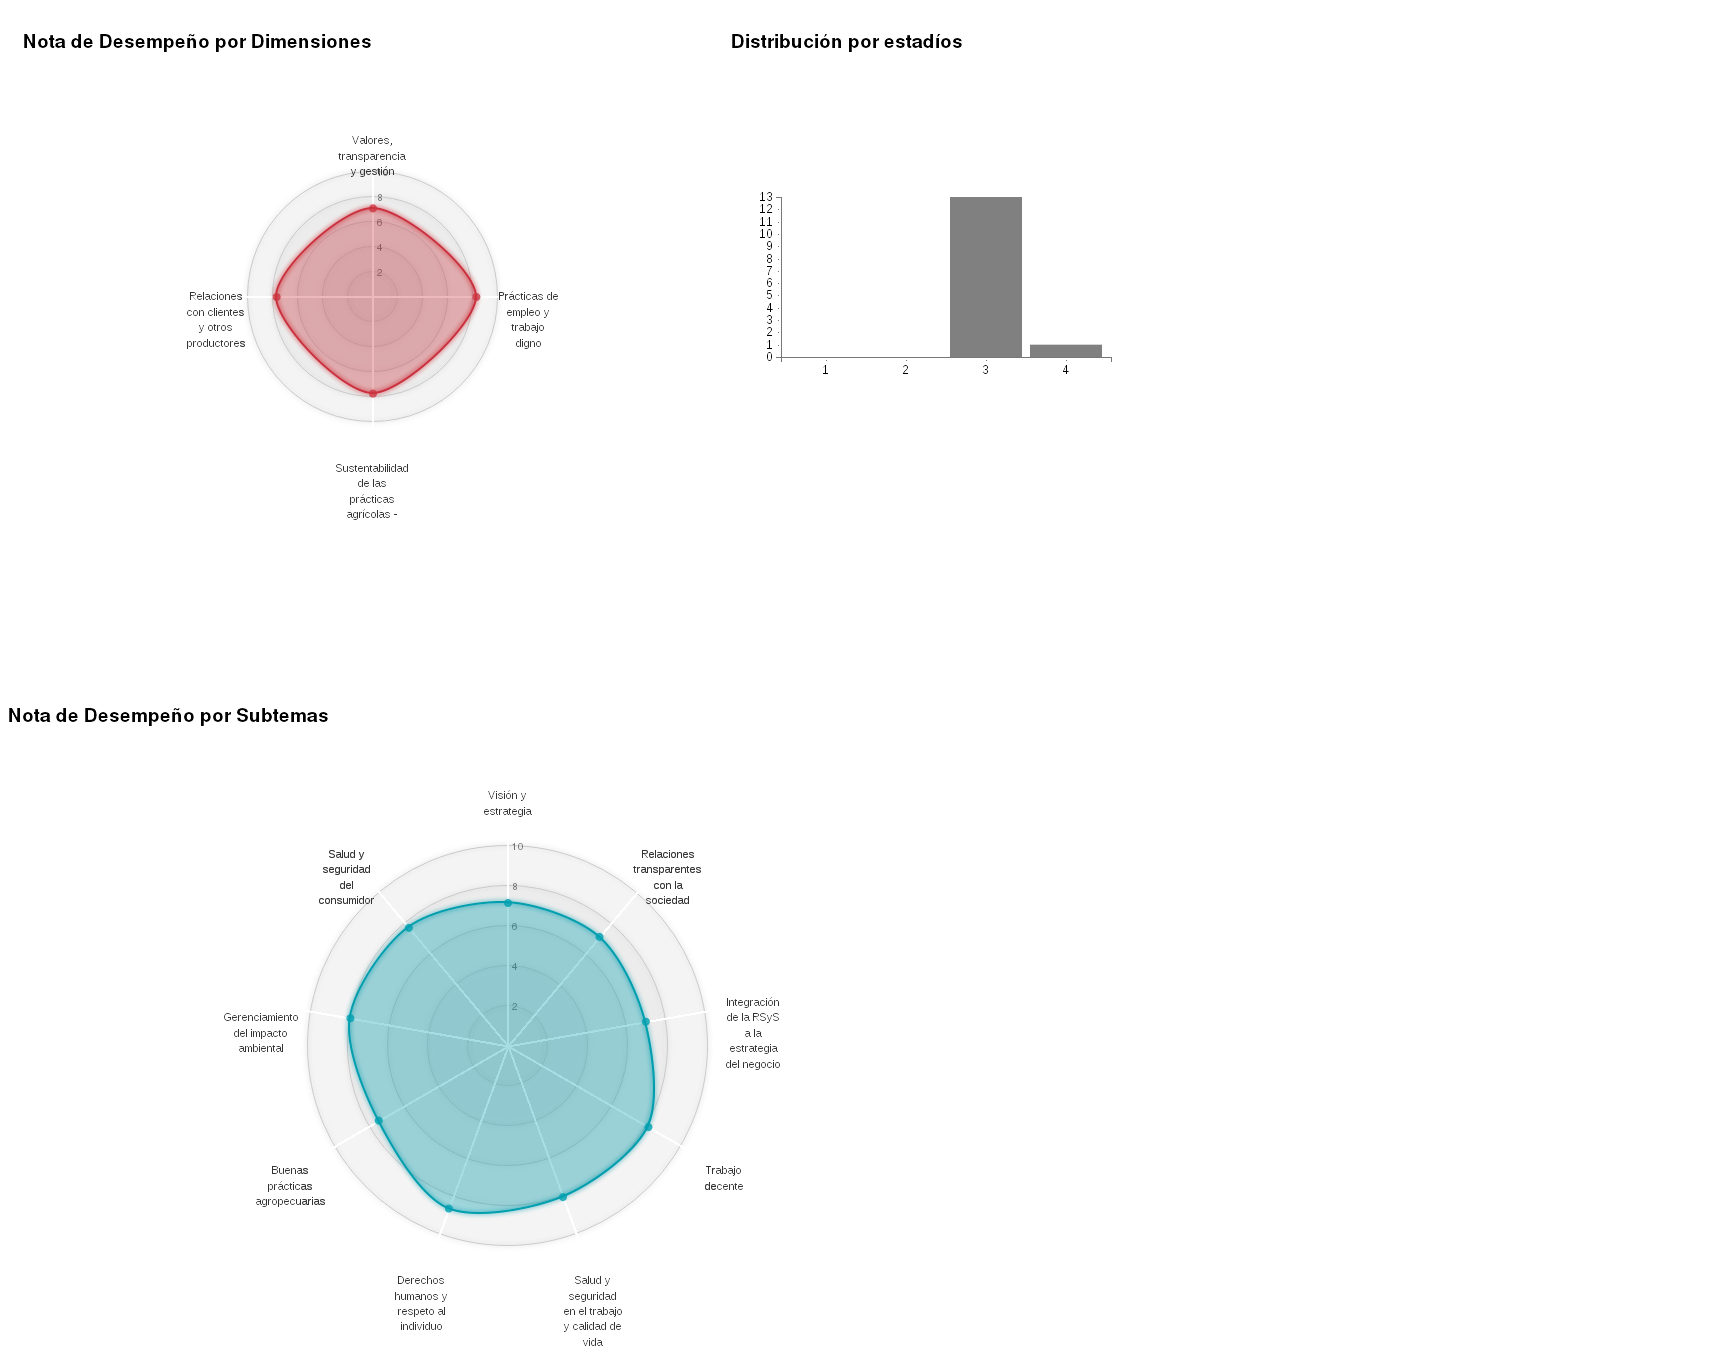 Nota de Desempeño por Dimensiones
Valores,
transparencia
y gestión
10
8
6
4
2
Relaciones
con clientes
y otros
productores
Prácticas de
empleo y
trabajo
digno
Sustentabilidad
de las
prácticas
agrícolas -
Distribución por estadíos
13
12
11
10
9
8
7
6
5
4
3
2
1
0
1 2 3 4
Nota de Desempeño por Subtemas
Visión y
estrategia
10
8
6
4
2
Relaciones
transparentes
con la
sociedad
Integración
de la RSyS
a la
estrategia
del negocio
Trabajo
decente
Salud y
seguridad
en el trabajo
y calidad de
vida
Derechos
humanos y
respeto al
individuo
Buenas
prácticas
agropecuarias
Gerenciamiento
del impacto
ambiental
Salud y
seguridad
del
consumidor